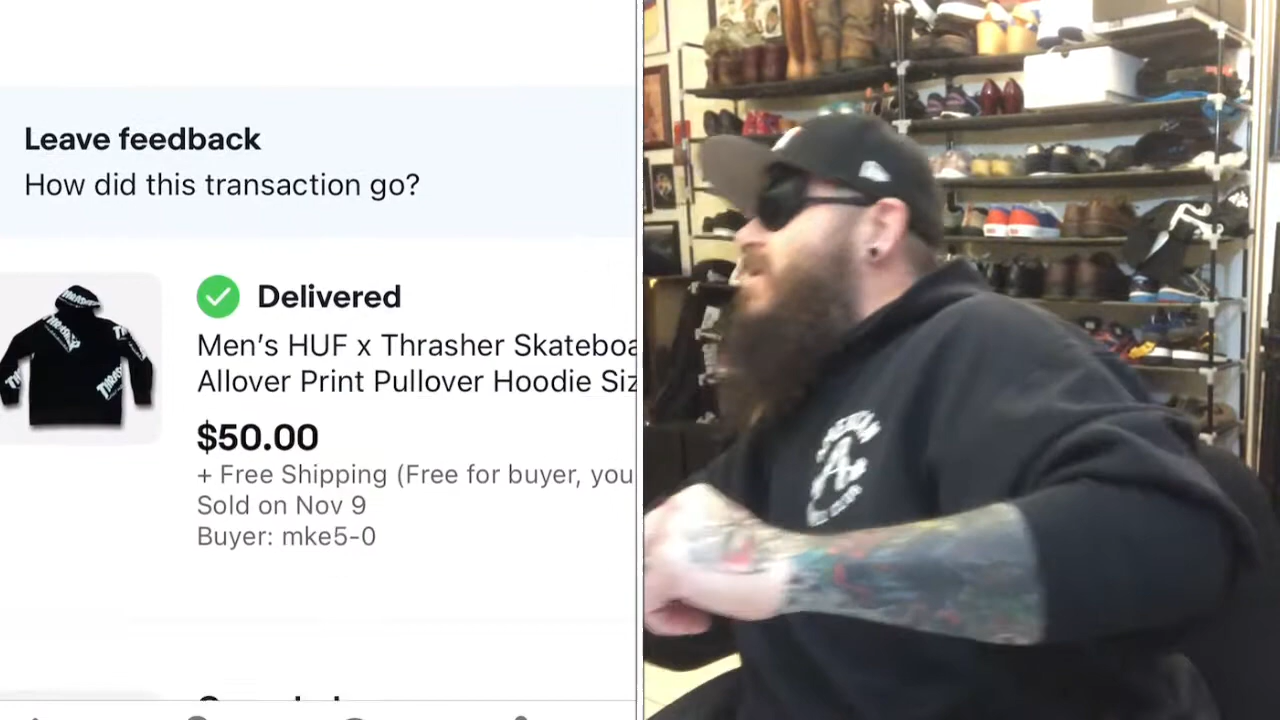 Leave feedback
How did this transaction go?
Delivered
Men's HUF x Thrasher Skateboa
Allover Print Pullover Hoodie Siz
$50.00
+ Free Shipping (Free for buyer, you
Sold on Nov 9
Buyer: mke5-0